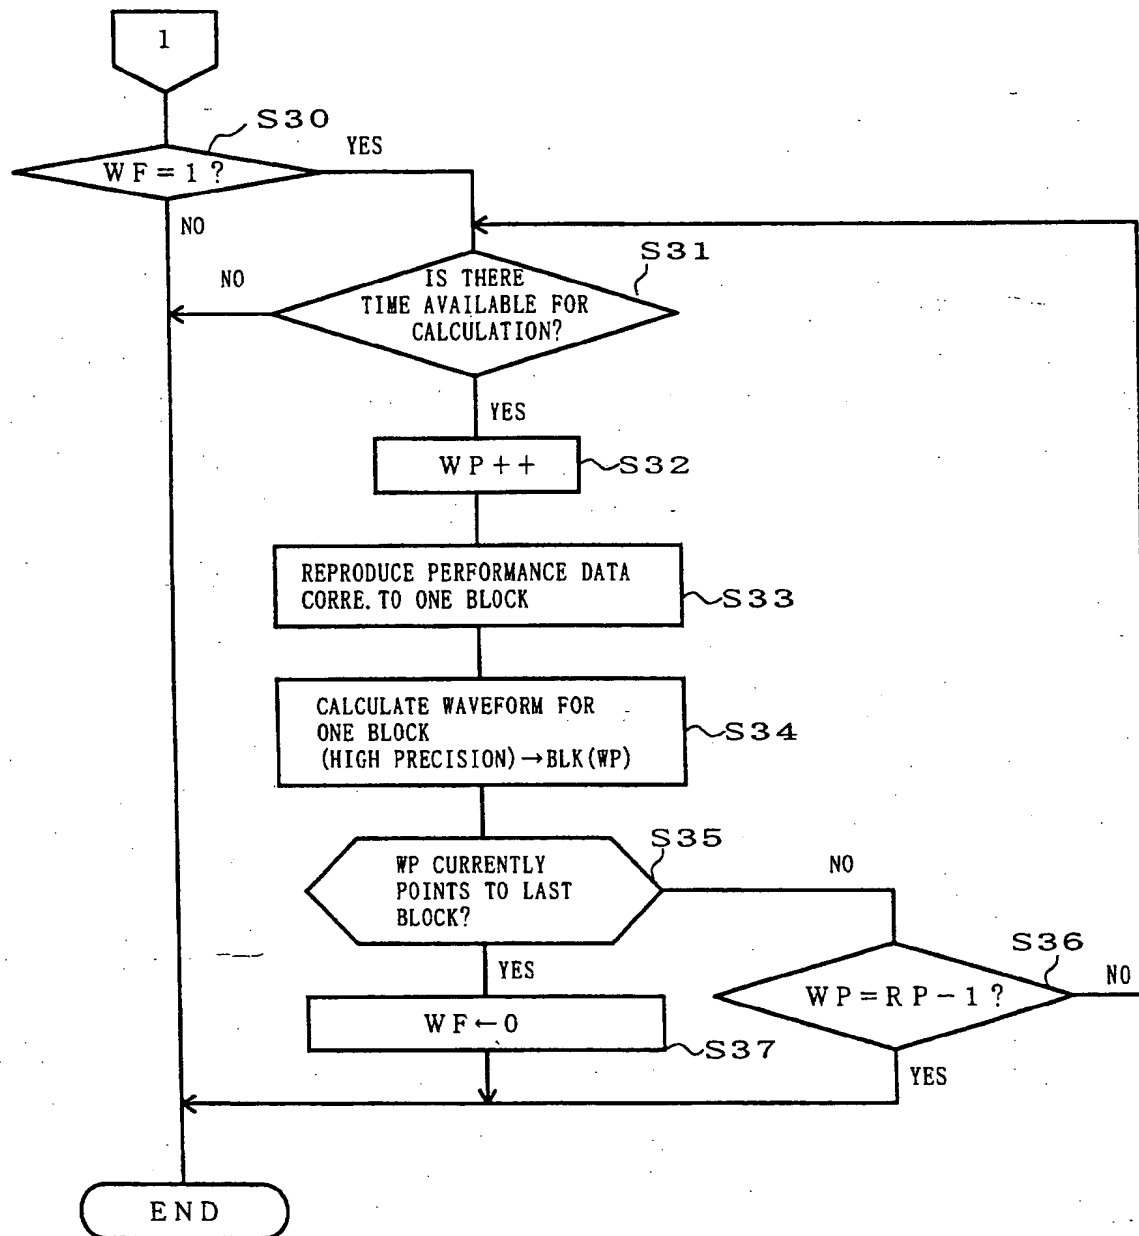 1
S30
WF=1?
YES
NO
S31
NO
IS THERE
TIME AVAILABLE FOR
CALCULATION?
YES
WP++
S32
REPRODUCE PERFORMANCE DATA
CORRE. TO ONE BLOCK
S33
CALCULATE WAVEFORM FOR
ONE BLOCK
(HIGH PRECISION)→BLK(WP)
S34
S35
WP CURRENTLY
POINTS TO LAST
BLOCK?
NO
YES
S36
WP=RP-1?
NO
WF←0
S37
YES
END